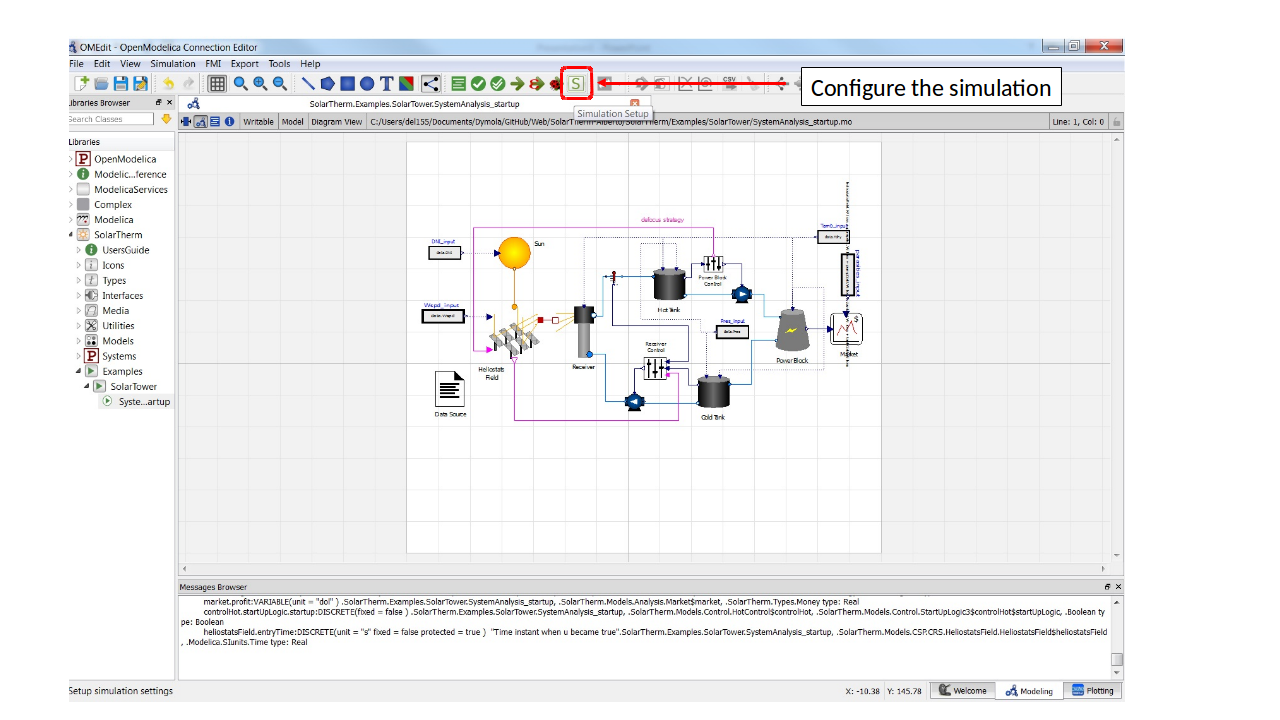 OMEdit - OpenModelica Connection Editor
File Edit View Simulation FMI Export Tools Help
Configure the simulation
ibraries Browser
SolarTherm.Examples.SolarTower.SystemAnalysis_startup
Simulation Setup
Search Classes
Writable Model Diagram View C:/Users/del155/Documents/Dymola/GitHub/Web/SolarTherm-Alberto/SolarTherm/Examples/SolarTower/SystemAnalysis_startup.mo Line: 1, Col: 0
Libraries
OpenModelica
Modelic...ference
ModelicaServices
Complex
Modelica
SolarTherm
UsersGuide
Icons
Types
Interfaces
Media
Utilities
Models
Systems
Examples
SolarTower
Syste...artup
defocus strategy
DNI_input
Sun
Power Block
Control
Hot Tank
Wspd_input
Pres_input
parasities_input
Receiver
Control
Heliostats
Field
Receiver
Power Block
Market
Data Source
Cold Tank
Messages Browser
market.profit:VARIABLE(unit = "dol" ) .SolarTherm.Examples.SolarTower.SystemAnalysis_startup, .SolarTherm.Models.Analysis.Market$market, .SolarTherm.Types.Money type: Real
controlHot.startUpLogic.startup:DISCRETE(fixed = false ) .SolarTherm.Examples.SolarTower.SystemAnalysis_startup, .SolarTherm.Models.Control.HotControl$controlHot, .SolarTherm.Models.Control.StartUpLogic3$controlHot$startUpLogic, .Boolean ty
pe: Boolean
heliostatsField.entryTime:DISCRETE(unit = "s" fixed = false protected = true ) "Time instant when u became true".SolarTherm.Examples.SolarTower.SystemAnalysis_startup, .SolarTherm.Models.CSP.CRS.HeliostatsField.HeliostatsField$heliostatsField
, .Modelica.SIunits.Time type: Real
Setup simulation settings
X: -10.38 Y: 145.78
Welcome Modeling Plotting